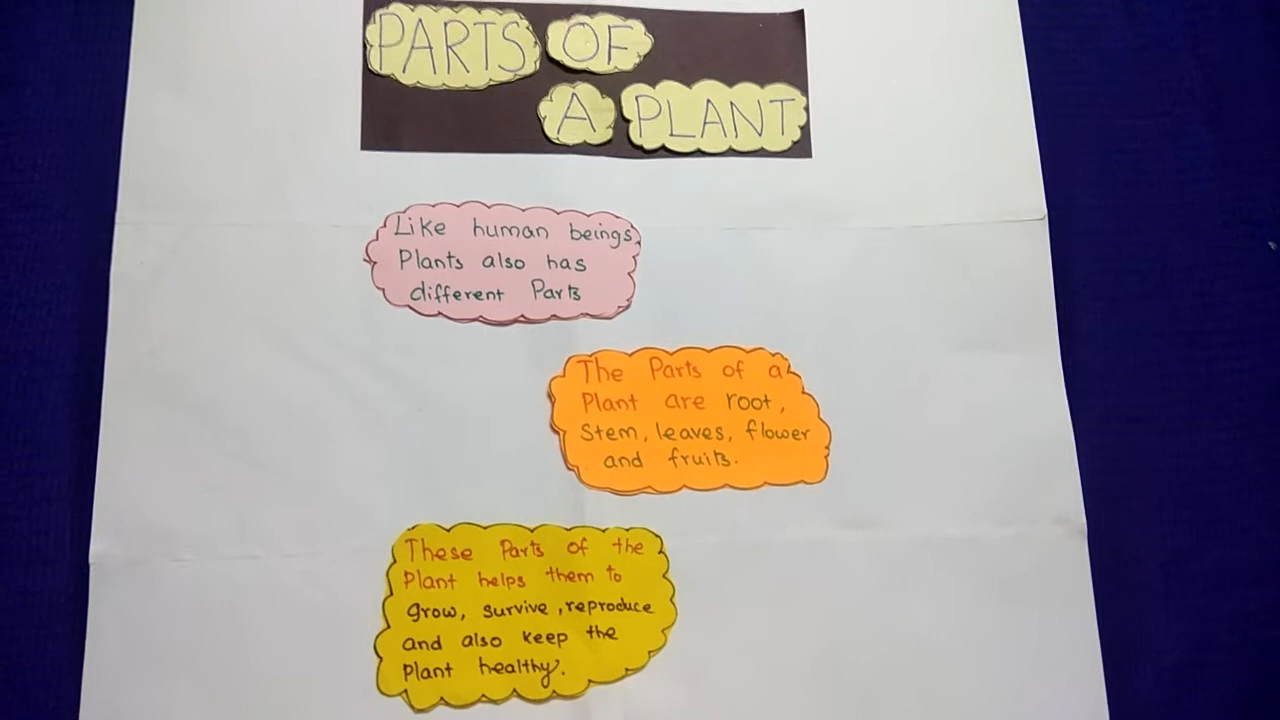 PARTS OF
A PLANT
Like human beings
Plants also has
different Parts
The Parts of a
Plant are root,
Stem, leaves, flower
and fruits.
These Parts of the
Plant helps them to
grow, survive, reproduce
and also keep the
Plant healthy.